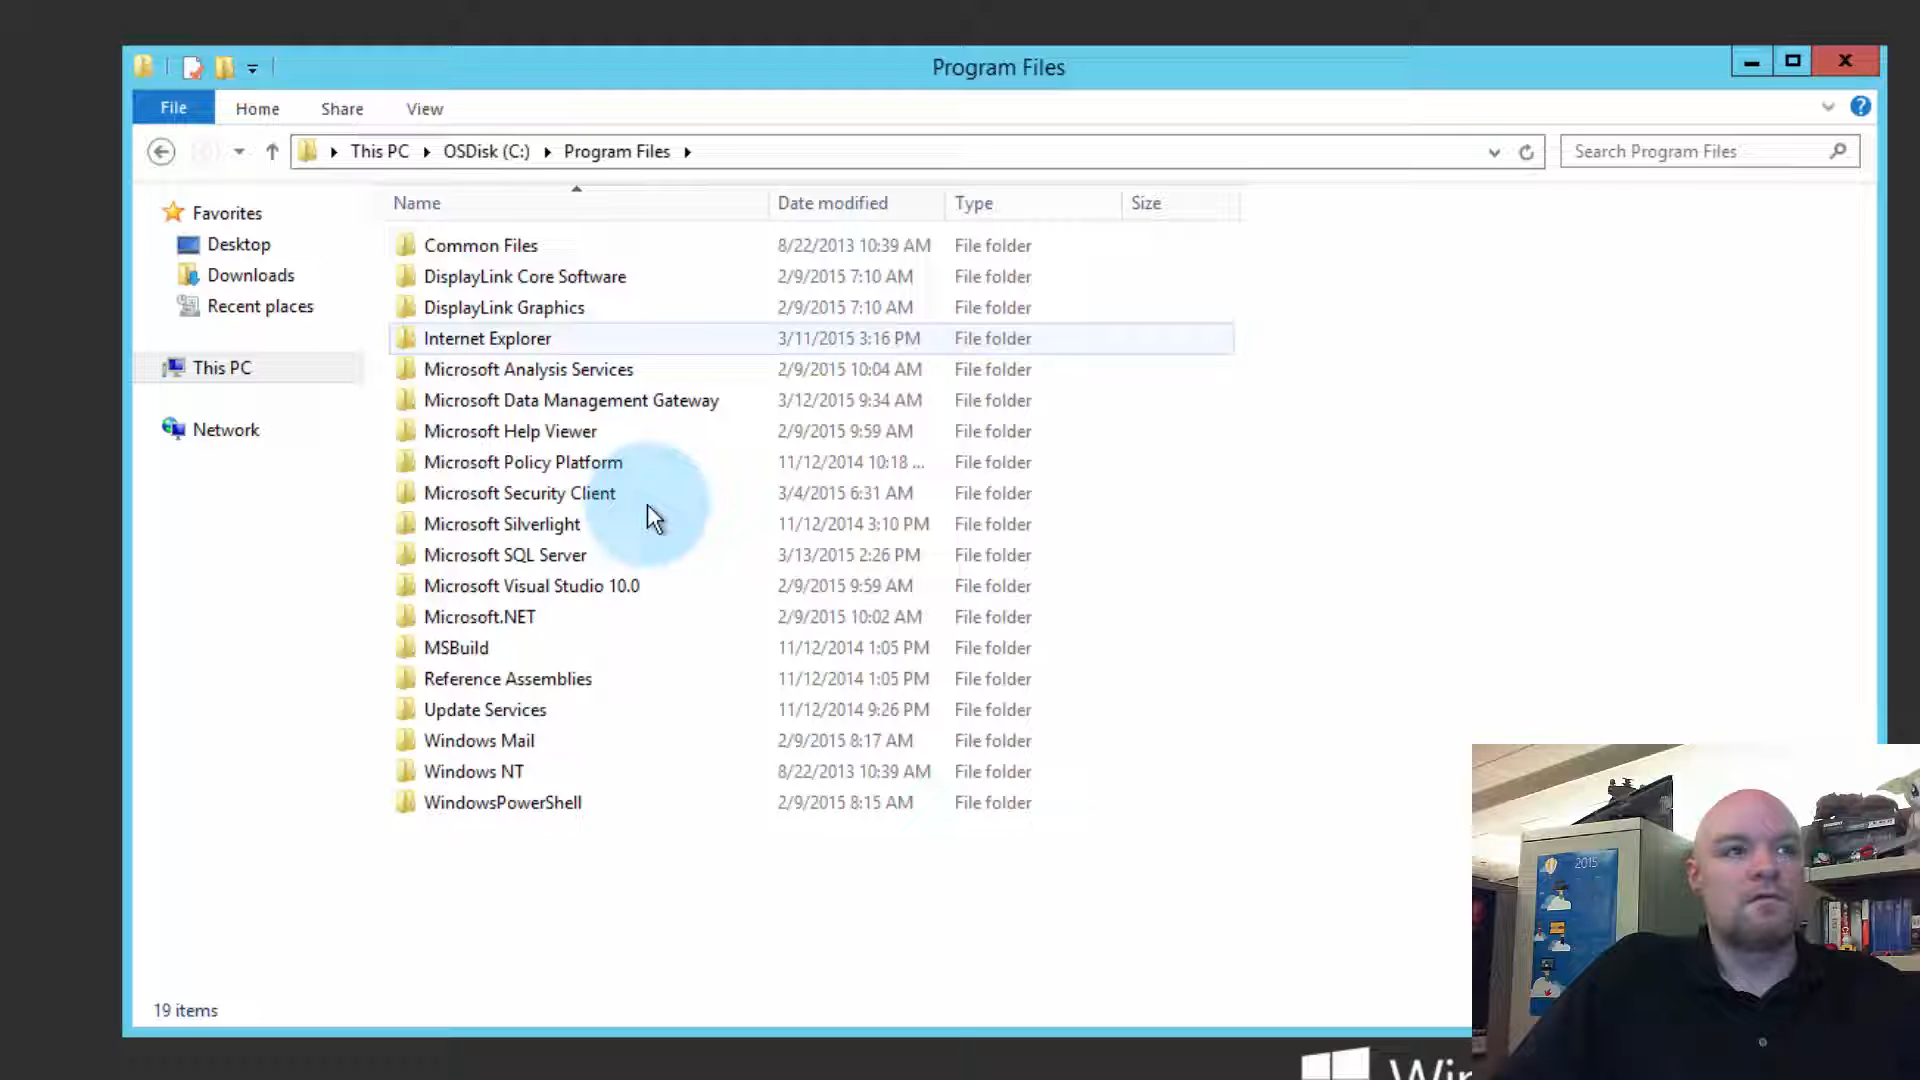 Program Files
File Home Share View
This PC OSDisk (C:) Program Files
Search Program Files
Name Date modified Type Size
Favorites
Desktop
Downloads
Recent places
This PC
Network
Common Files 8/22/2013 10:39 AM File folder
DisplayLink Core Software 2/9/2015 7:10 AM File folder
DisplayLink Graphics 2/9/2015 7:10 AM File folder
Internet Explorer 3/11/2015 3:16 PM File folder
Microsoft Analysis Services 2/9/2015 10:04 AM File folder
Microsoft Data Management Gateway 3/12/2015 9:34 AM File folder
Microsoft Help Viewer 2/9/2015 9:59 AM File folder
Microsoft Policy Platform 11/12/2014 10:18 ... File folder
Microsoft Security Client 3/4/2015 6:31 AM File folder
Microsoft Silverlight 11/12/2014 3:10 PM File folder
Microsoft SQL Server 3/13/2015 2:26 PM File folder
Microsoft Visual Studio 10.0 2/9/2015 9:59 AM File folder
Microsoft.NET 2/9/2015 10:02 AM File folder
MSBuild 11/12/2014 1:05 PM File folder
Reference Assemblies 11/12/2014 1:05 PM File folder
Update Services 11/12/2014 9:26 PM File folder
Windows Mail 2/9/2015 8:17 AM File folder
Windows NT 8/22/2013 10:39 AM File folder
WindowsPowerShell 2/9/2015 8:15 AM File folder
19 items
2015